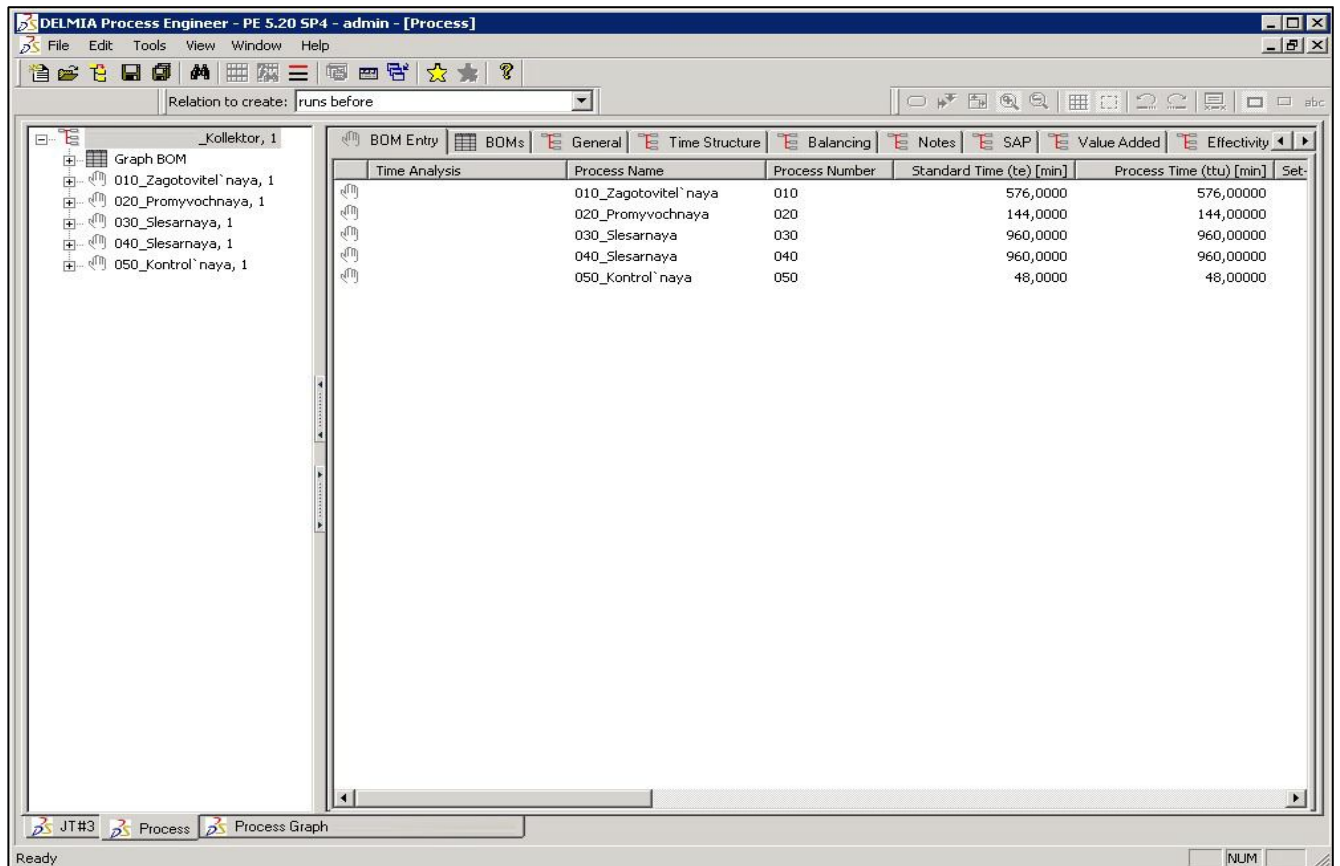 DELMIA Process Engineer - PE 5.20 SP4 - admin - [Process]
File Edit Tools View Window Help
Relation to create: runs before
abc
_Kollektor, 1
Graph BOM
010_Zagotovitel`naya, 1
020_Promyvochnaya, 1
030_Slesarnaya, 1
040_Slesarnaya, 1
050_Kontrol`naya, 1
BOM Entry BOMs General Time Structure Balancing Notes SAP Value Added Effectivity
Time Analysis Process Name Process Number Standard Time (te) [min] Process Time (ttu) [min] Set-
010_Zagotovitel`naya 010 576,0000 576,00000
020_Promyvochnaya 020 144,0000 144,00000
030_Slesarnaya 030 960,0000 960,00000
040_Slesarnaya 040 960,0000 960,00000
050_Kontrol`naya 050 48,0000 48,00000
JT#3 Process Process Graph
Ready NUM